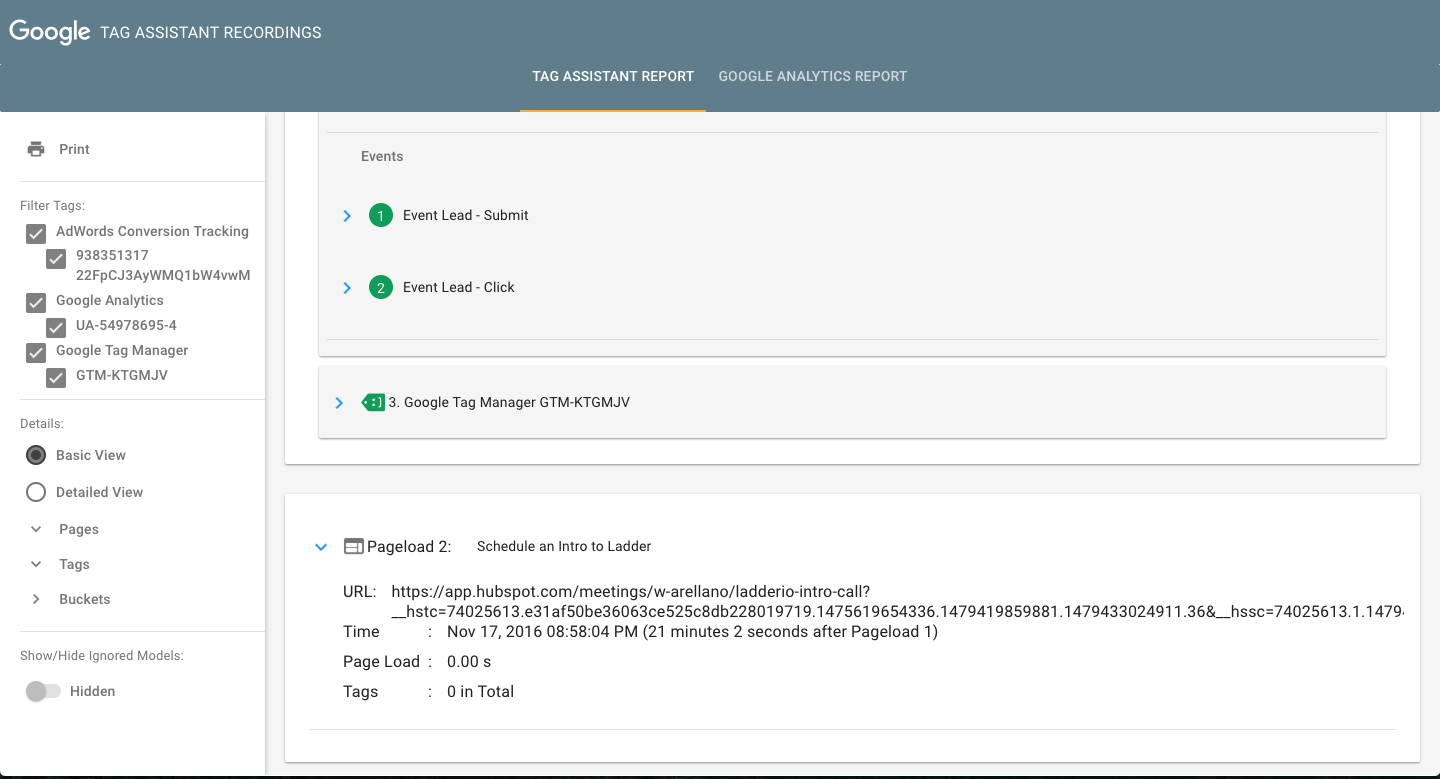 Google TAG ASSISTANT RECORDINGS
TAG ASSISTANT REPORT GOOGLE ANALYTICS REPORT
Print
Filter Tags:
AdWords Conversion Tracking
938351317
22FpCJ3AyWMQ1bW4vwM
Google Analytics
UA-54978695-4
Google Tag Manager
GTM-KTGMJV
Details:
Basic View
Detailed View
Pages
Tags
Buckets
Show/Hide Ignored Models:
Hidden
Events
1 Event Lead - Submit
2 Event Lead - Click
3. Google Tag Manager GTM-KTGMJV
Pageload 2: Schedule an Intro to Ladder
URL: https://app.hubspot.com/meetings/w-arellano/ladderio-intro-call?
__hstc=74025613.e31af50be36063ce525c8db228019719.1475619654336.1479419859881.1479433024911.36&__hssc=74025613.1.1479
Time : Nov 17, 2016 08:58:04 PM (21 minutes 2 seconds after Pageload 1)
Page Load : 0.00 s
Tags : 0 in Total